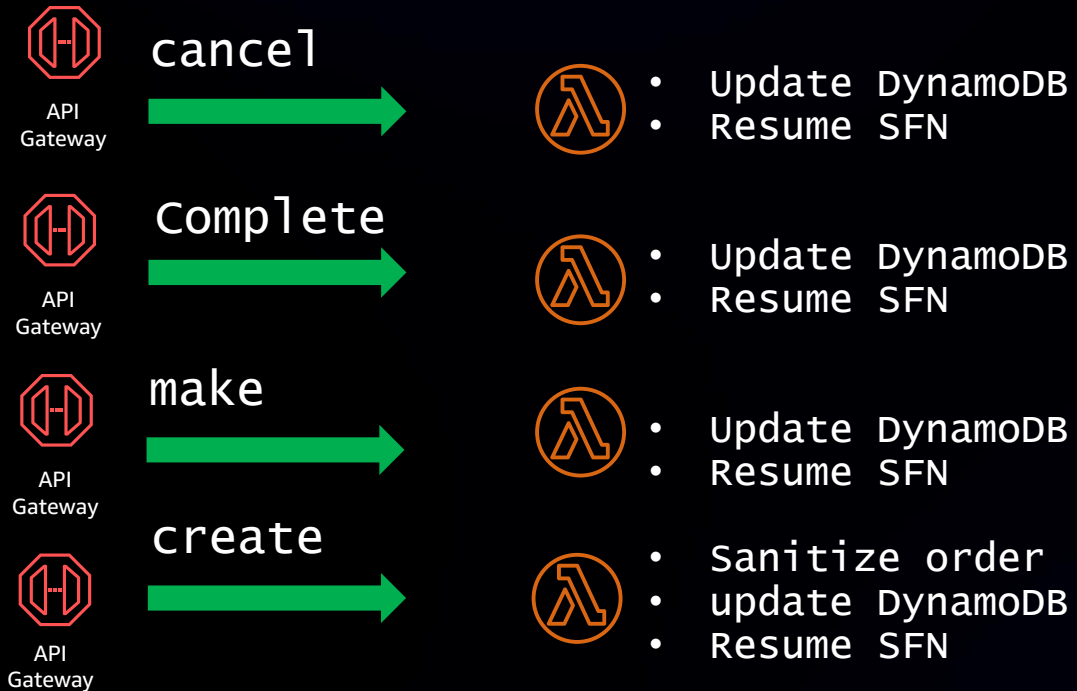 cancel
API
Gateway
• Update DynamoDB
• Resume SFN
Complete
API
Gateway
• Update DynamoDB
• Resume SFN
make
API
Gateway
• Update DynamoDB
• Resume SFN
create
API
Gateway
• Sanitize order
• update DynamoDB
• Resume SFN